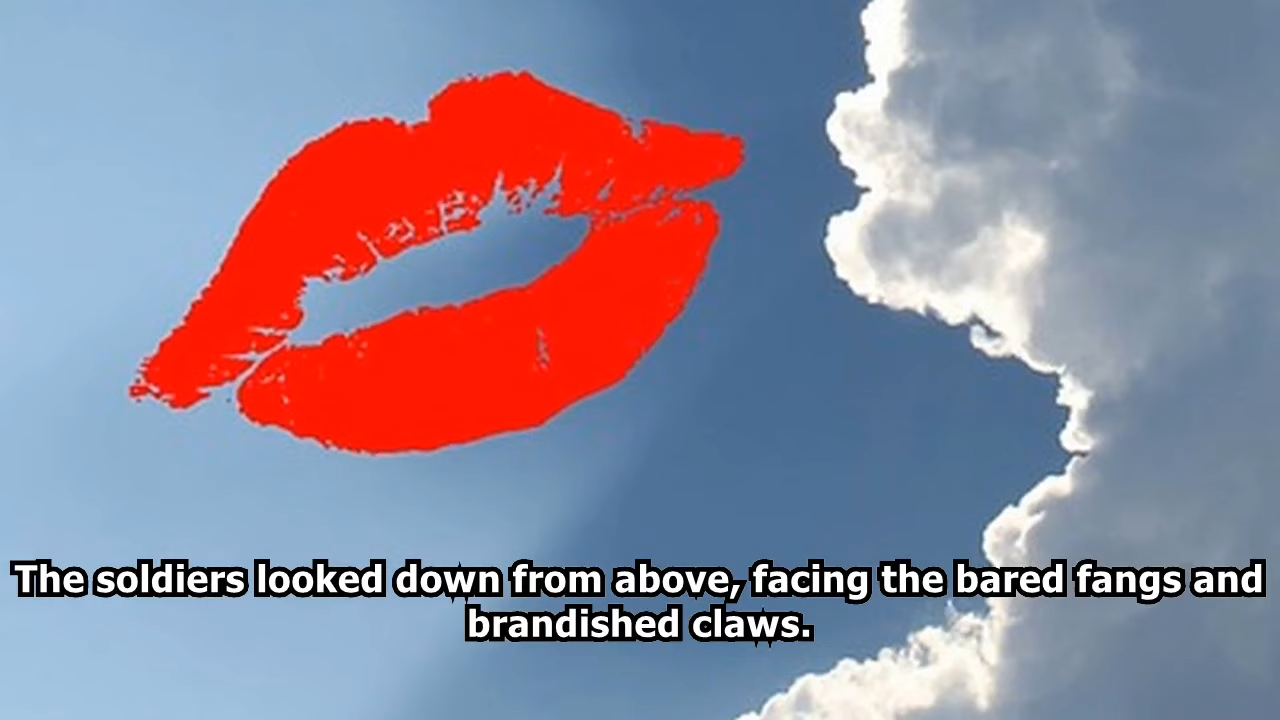 The soldiers looked down from above, facing the bared fangs and
brandished claws.